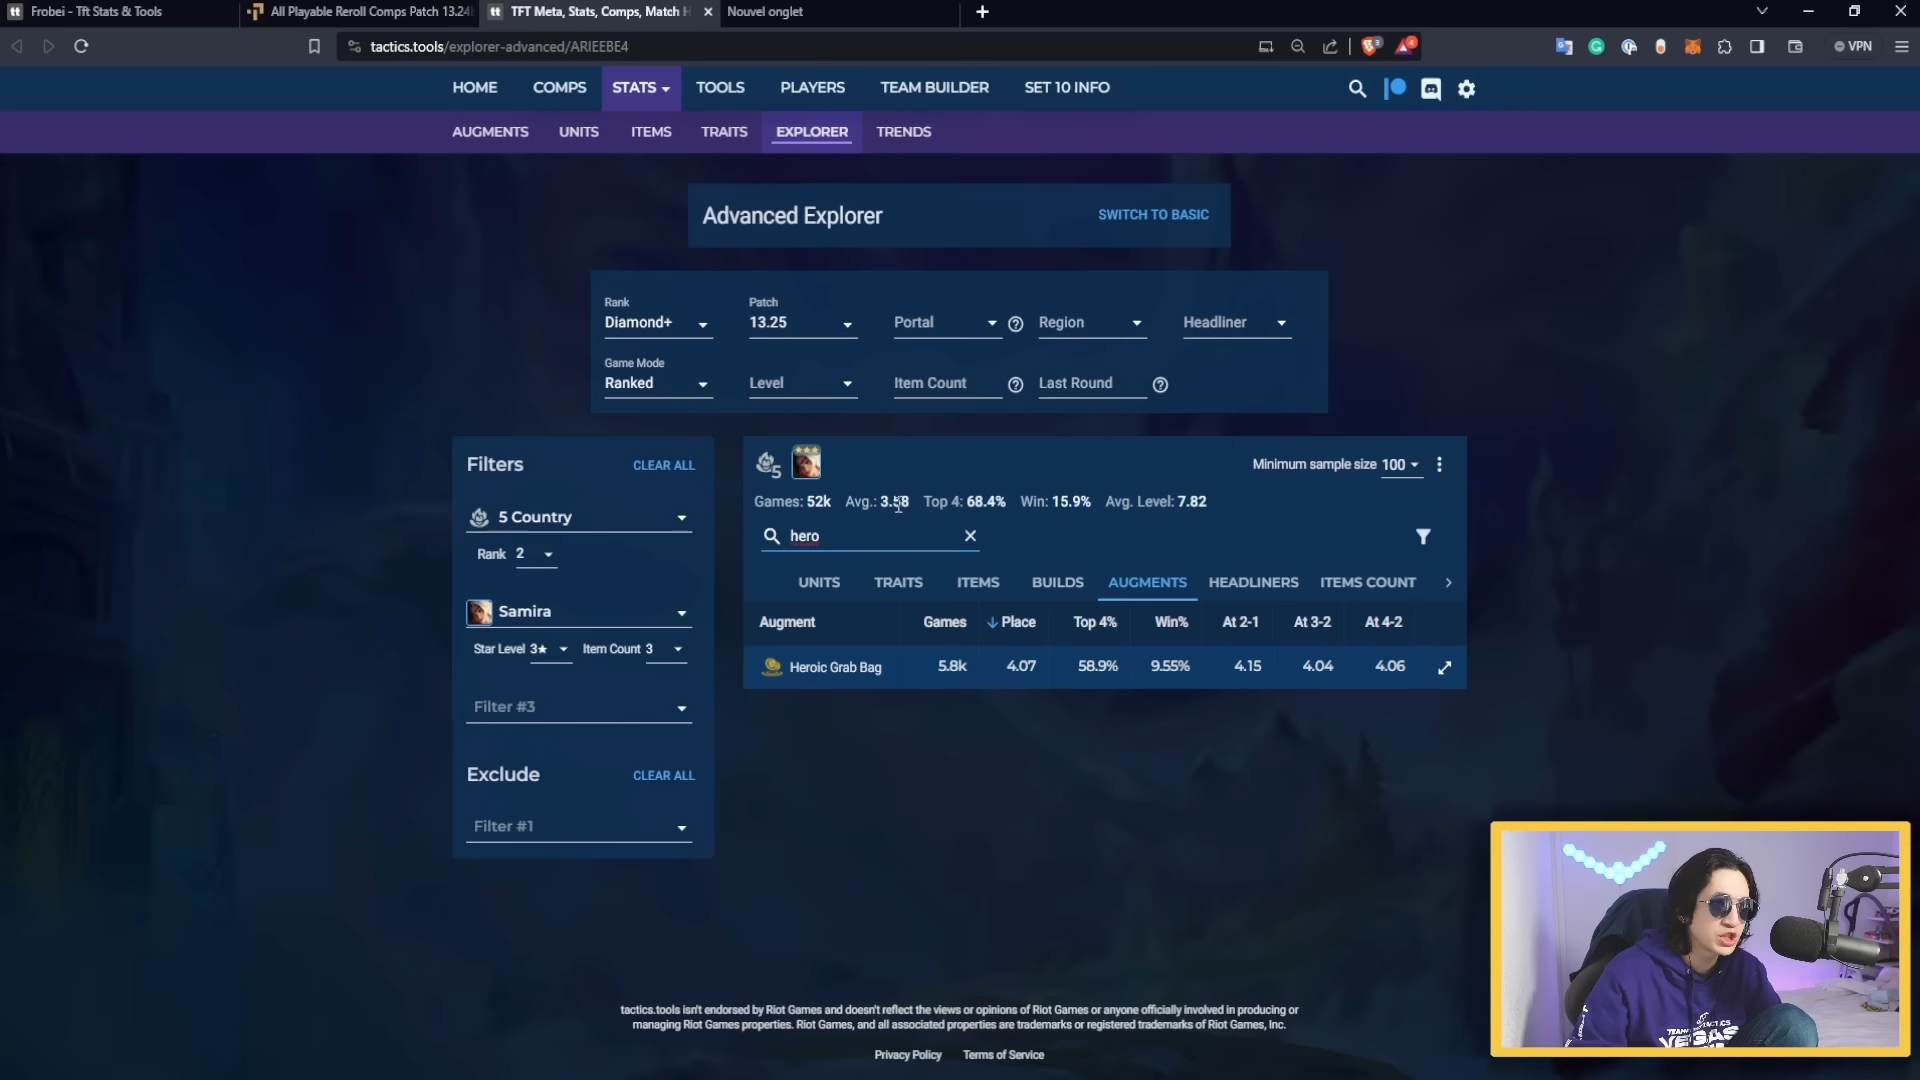 Frobei - Tft Stats & Tools
All Playable Reroll Comps Patch 13.24
TFT Meta, Stats, Comps, Match H
Nouvel onglet
tactics.tools/explorer-advanced/ARIEEBE4
VPN
HOME COMPS STATS TOOLS PLAYERS TEAM BUILDER SET 10 INFO
AUGMENTS UNITS ITEMS TRAITS EXPLORER TRENDS
Advanced Explorer SWITCH TO BASIC
Rank Patch
Diamond+ 13.25 Portal Region Headliner
Game Mode
Ranked Level Item Count Last Round
Filters CLEAR ALL
5 Country
Rank 2
Samira
Star Level 3★ Item Count 3
Filter #3
Exclude CLEAR ALL
Filter #1
5 Minimum sample size 100
Games: 52k Avg.: 3.58 Top 4: 68.4% Win: 15.9% Avg. Level: 7.82
hero
UNITS TRAITS ITEMS BUILDS AUGMENTS HEADLINERS ITEMS COUNT
Augment Games Place Top 4% Win% At 2-1 At 3-2 At 4-2
Heroic Grab Bag 5.8k 4.07 58.9% 9.55% 4.15 4.04 4.06
tactics.tools isn't endorsed by Riot Games and doesn't reflect the views or opinions of Riot Games or anyone officially involved in producing or
managing Riot Games properties. Riot Games, and all associated properties are trademarks or registered trademarks of Riot Games, Inc.
Privacy Policy Terms of Service
VEGAS